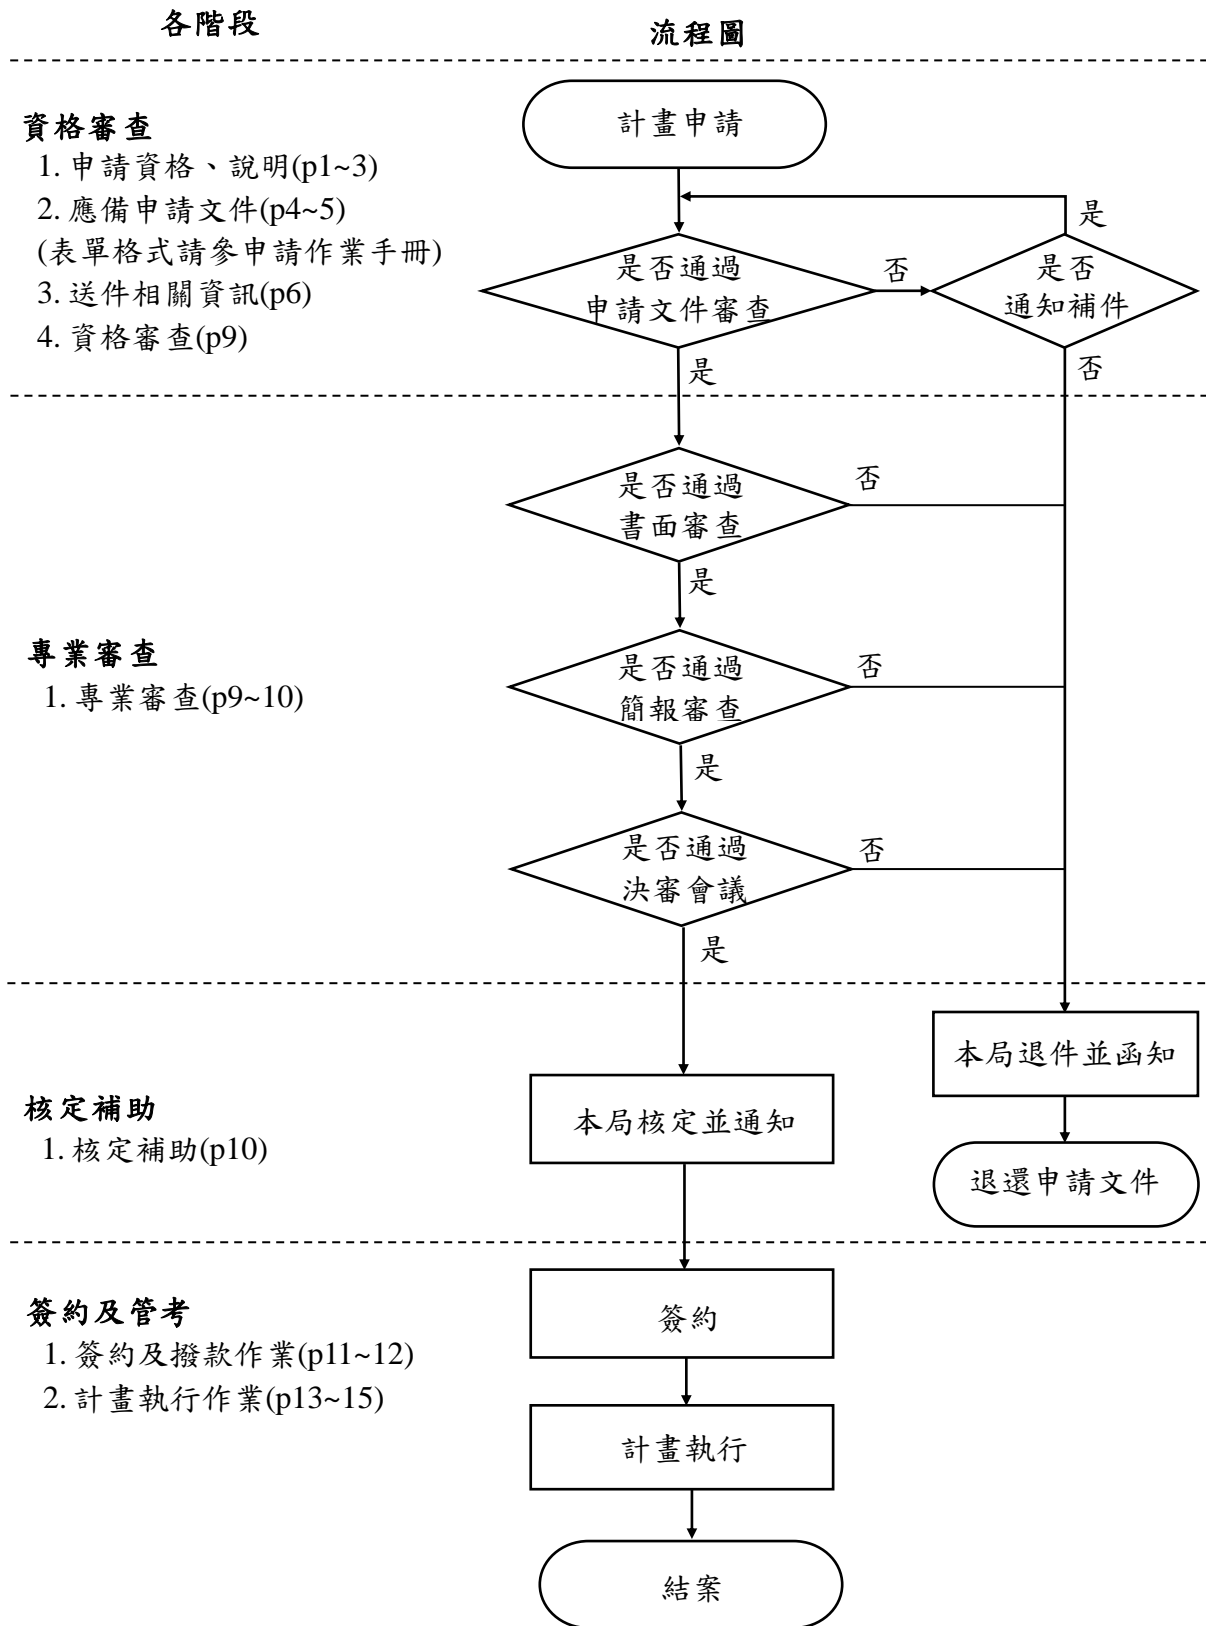 各階段
流程圖
資格審查
1. 申請資格、說明(p1~3)
2. 應備申請文件(p4~5)
(表單格式請參申請作業手冊)
3. 送件相關資訊(p6)
4. 資格審查(p9)
計畫申請
是否通過
申請文件審查
否
是否
通知補件
是
是
否
專業審查
1. 專業審查(p9~10)
是否通過
書面審查
否
是
是否通過
簡報審查
否
是
是否通過
決審會議
否
是
核定補助
1. 核定補助(p10)
本局核定並通知
本局退件並函知
退還申請文件
簽約及管考
1. 簽約及撥款作業(p11~12)
2. 計畫執行作業(p13~15)
簽約
計畫執行
結案